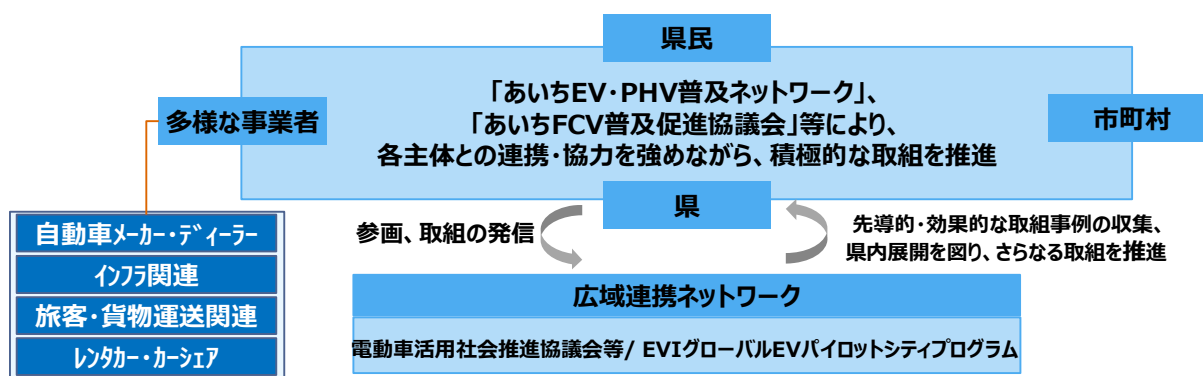 県民
「あいちEV・PHV普及ネットワーク」、
「あいちFCV普及促進協議会」等により、
各主体との連携・協力を強めながら、積極的な取組を推進
多様な事業者
市町村
県
自動車ﾒｰｶｰ・ﾃﾞｨｰﾗｰ
ｲﾝﾌﾗ関連
旅客・貨物運送関連
ﾚﾝﾀｶｰ・ｶｰｼｪｱ
参画、取組の発信
先導的・効果的な取組事例の収集、
県内展開を図り、さらなる取組を推進
広域連携ネットワーク
電動車活用社会推進協議会等/ EVIグローバルEVパイロットシティプログラム